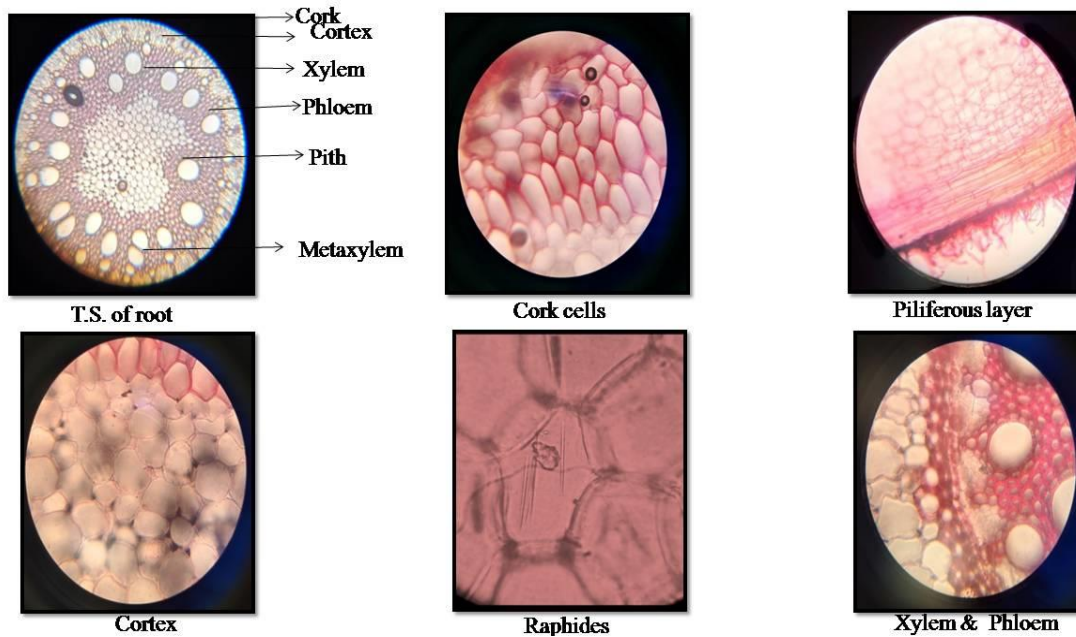 Cork
Cortex
Xylem
Phloem
Pith
Metaxylem
T.S. of root
Cork cells
Piliferous layer
Cortex
Raphides
Xylem & Phloem